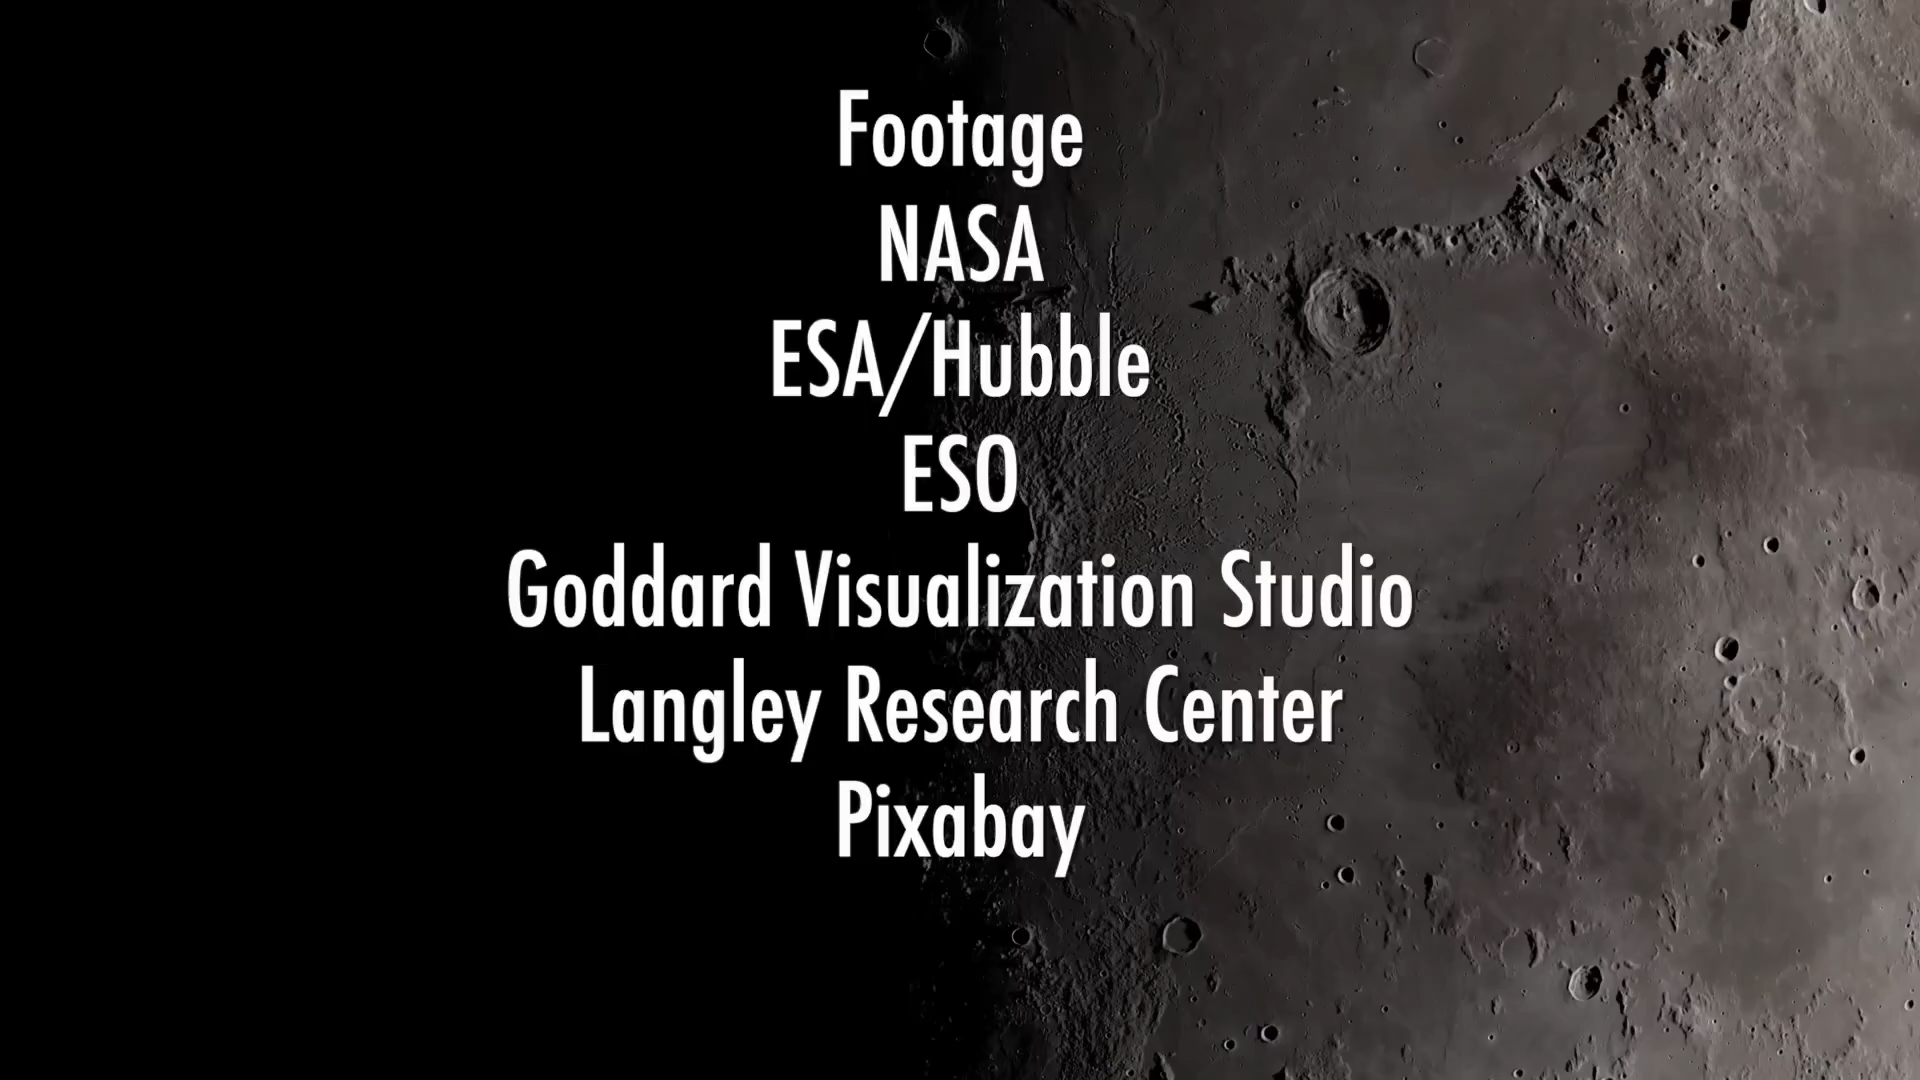 Footage
NASA
ESA/Hubble
ESO
Goddard Visualization Studio
Langley Research Center
Pixabay